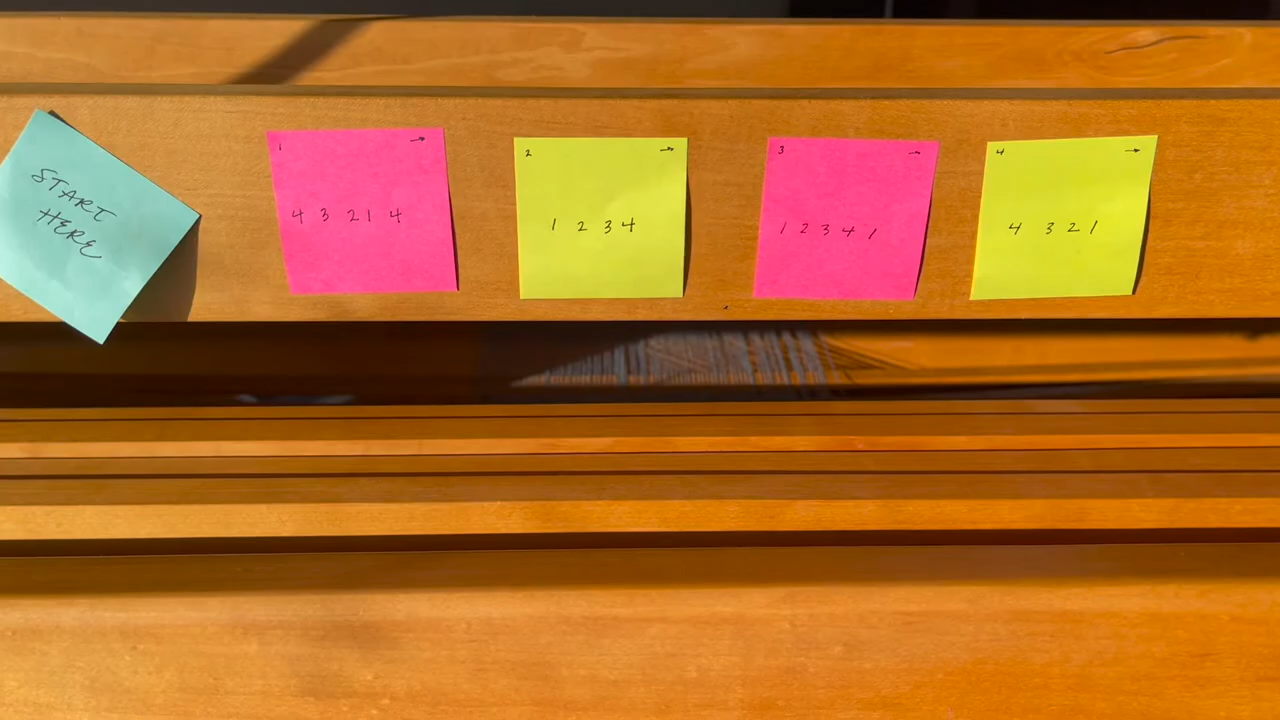 START
HERE
1 →
4 3 2 1 4
2 →
1 2 3 4
3 →
1 2 3 4 1
4 →
4 3 2 1